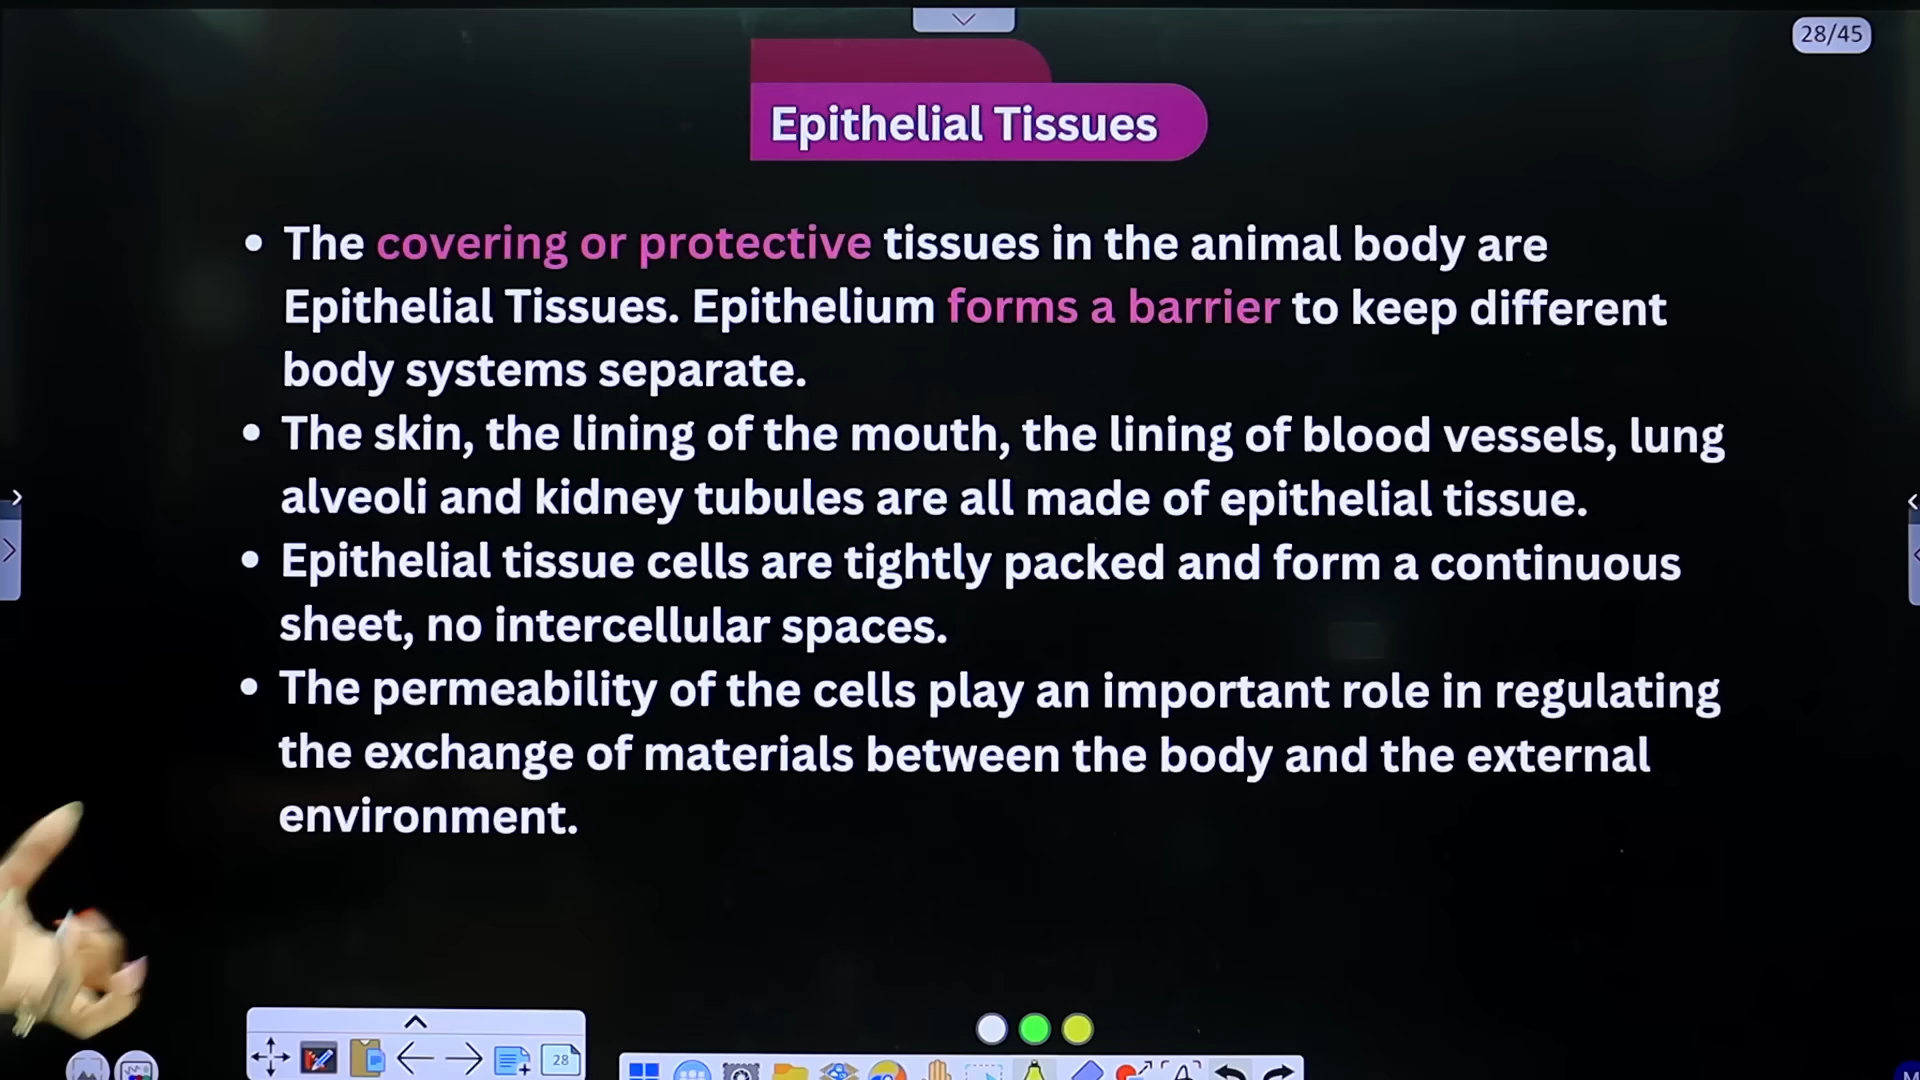 28/45
Epithelial Tissues
• The covering or protective tissues in the animal body are
Epithelial Tissues. Epithelium forms a barrier to keep different
body systems separate.
• The skin, the lining of the mouth, the lining of blood vessels, lung
alveoli and kidney tubules are all made of epithelial tissue.
• Epithelial tissue cells are tightly packed and form a continuous
sheet, no intercellular spaces.
• The permeability of the cells play an important role in regulating
the exchange of materials between the body and the external
environment.
28